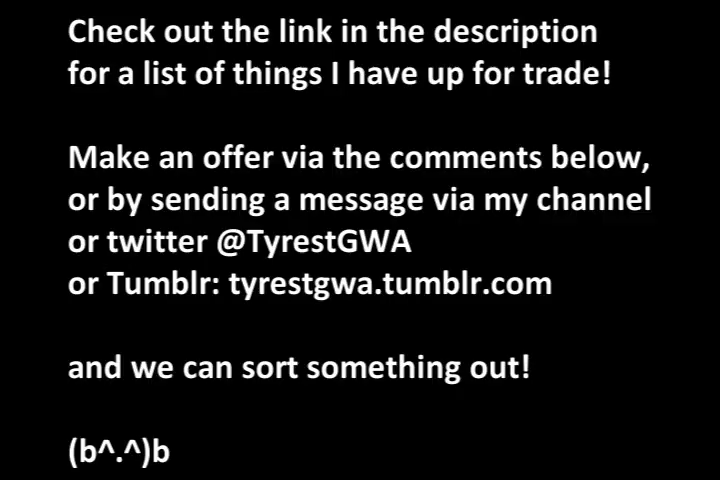 Check out the link in the description
for a list of things I have up for trade!
Make an offer via the comments below,
or by sending a message via my channel
or twitter @TyrestGWA
or Tumblr: tyrestgwa.tumblr.com
and we can sort something out!
(b^.^)b